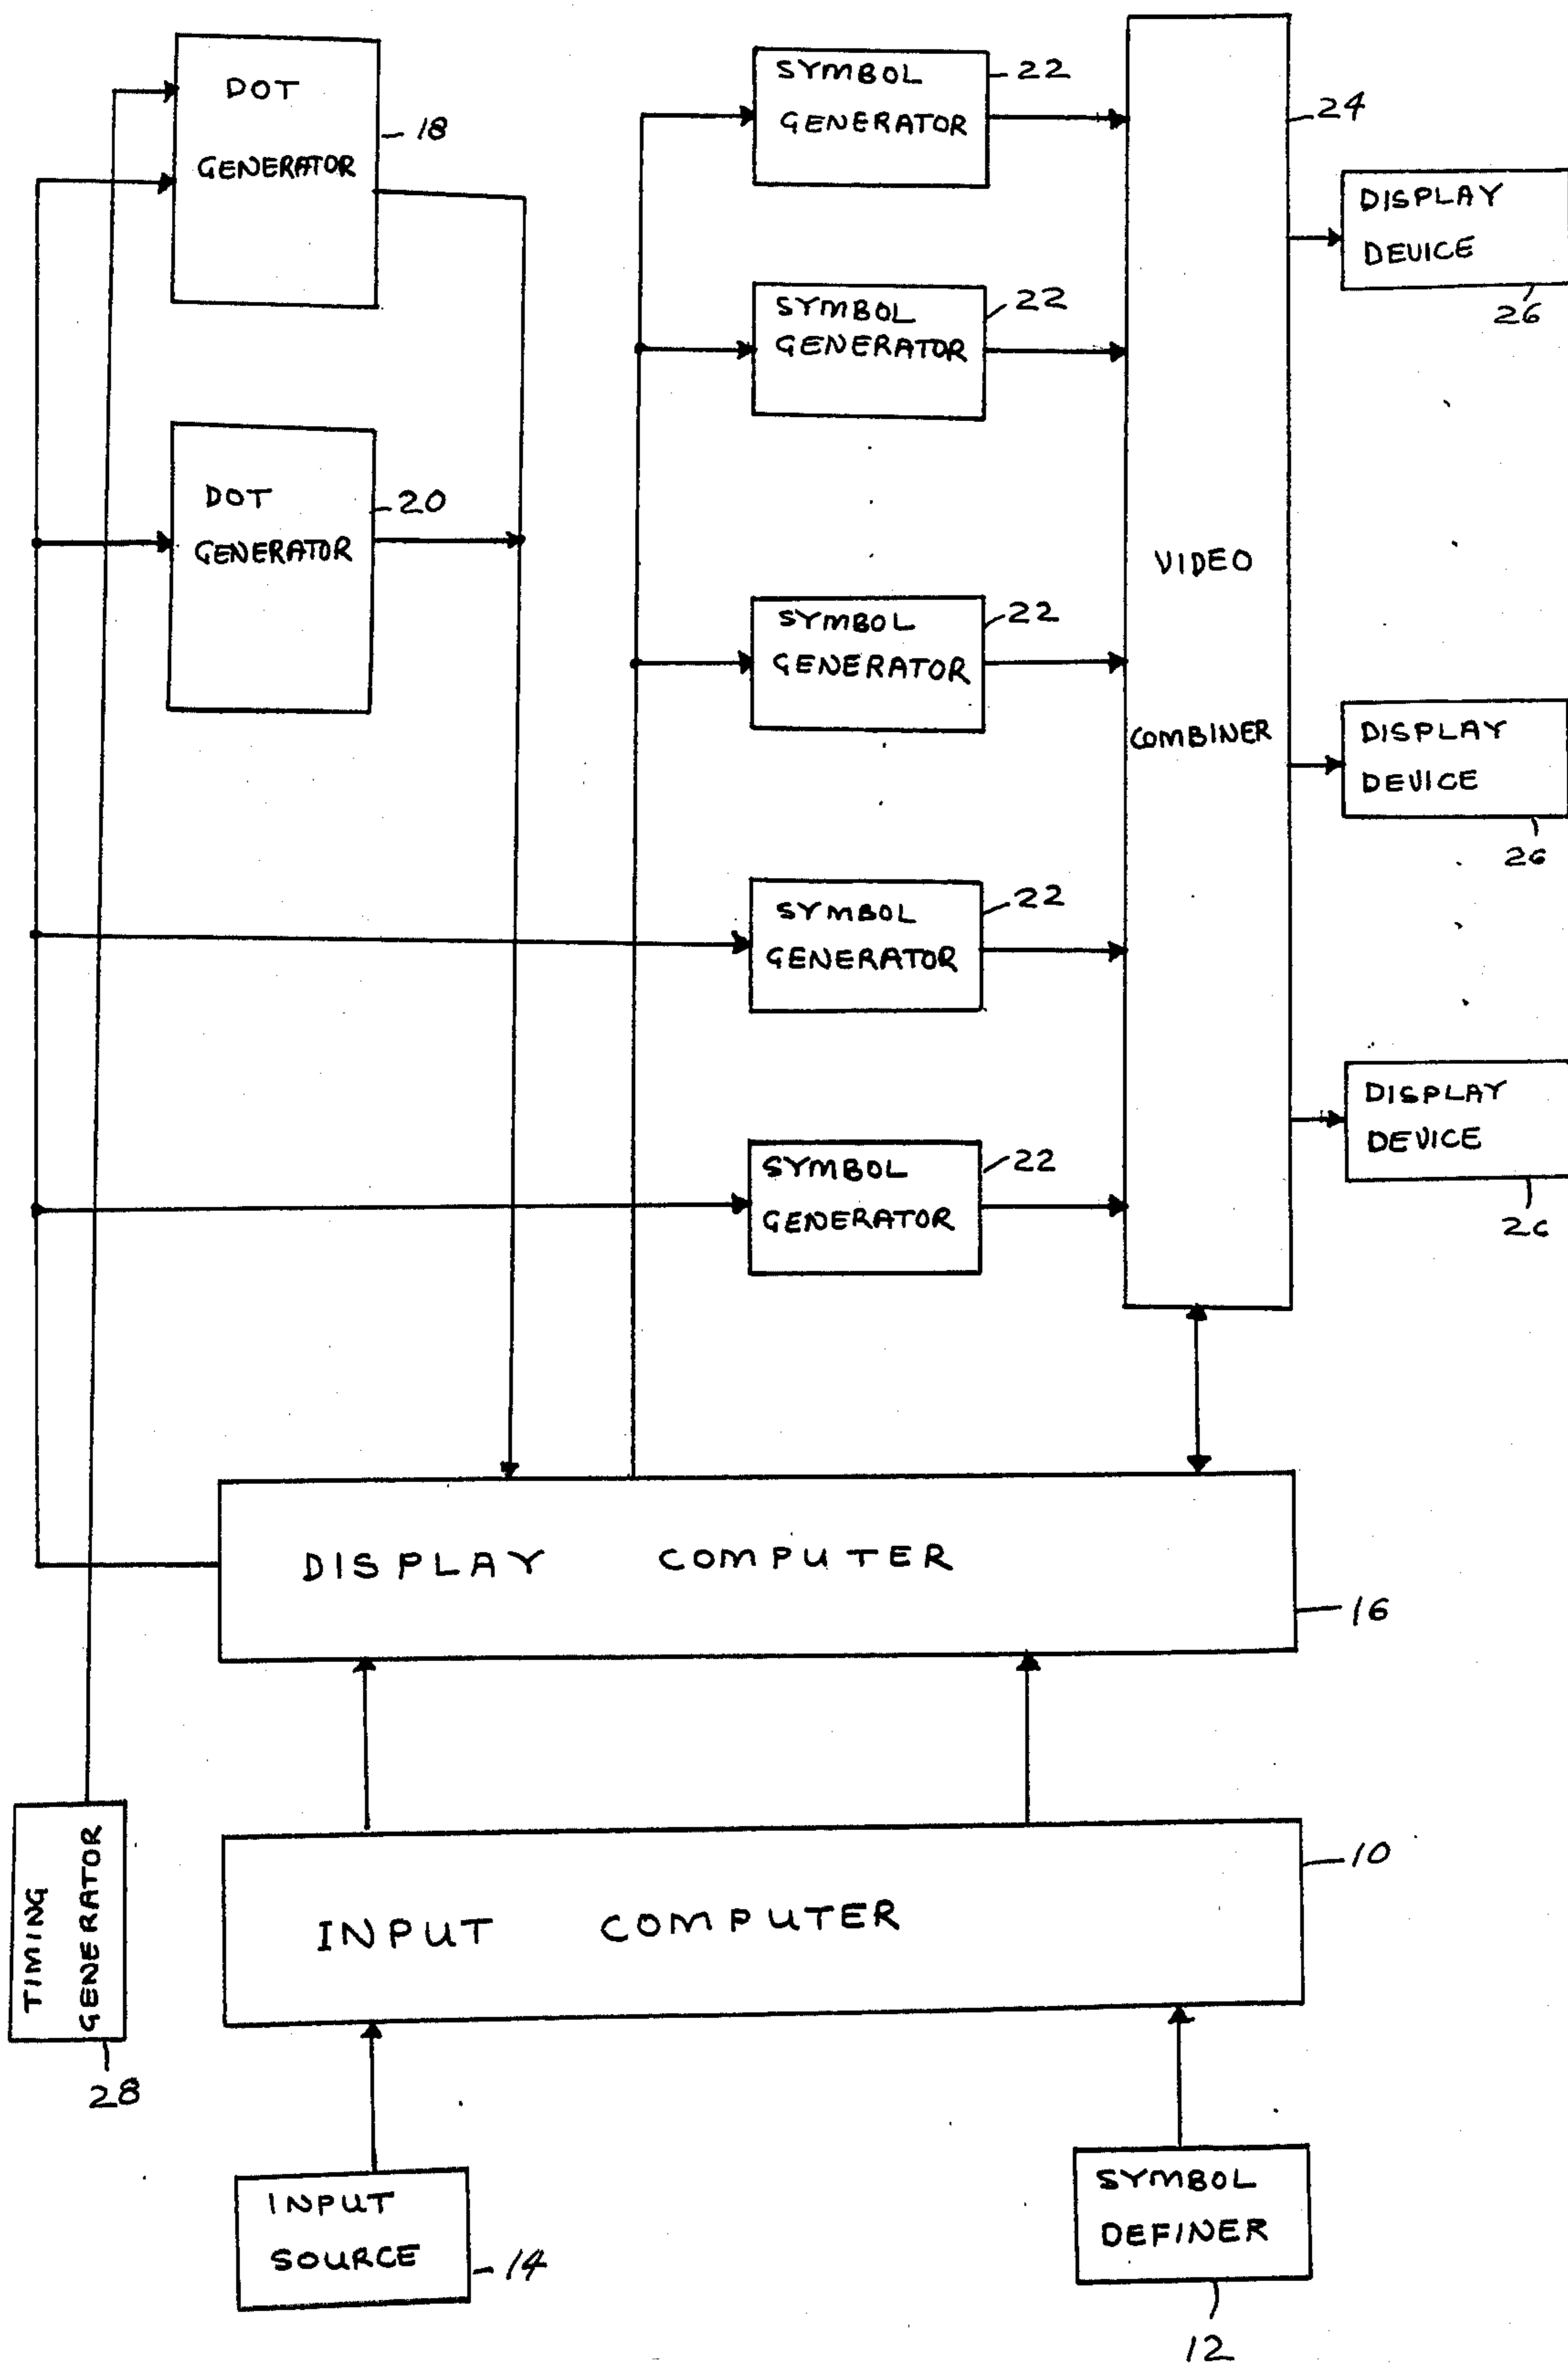 DOT
GENERATOR
18
DOT
GENERATOR
20
SYMBOL
GENERATOR
22
SYMBOL
GENERATOR
22
SYMBOL
GENERATOR
22
SYMBOL
GENERATOR
22
SYMBOL
GENERATOR
22
VIDEO
COMBINER
24
DISPLAY
DEVICE
26
DISPLAY
DEVICE
26
DISPLAY
DEVICE
26
DISPLAY COMPUTER
16
INPUT COMPUTER
10
TIMING
GENERATOR
28
INPUT
SOURCE
14
SYMBOL
DEFINER
12